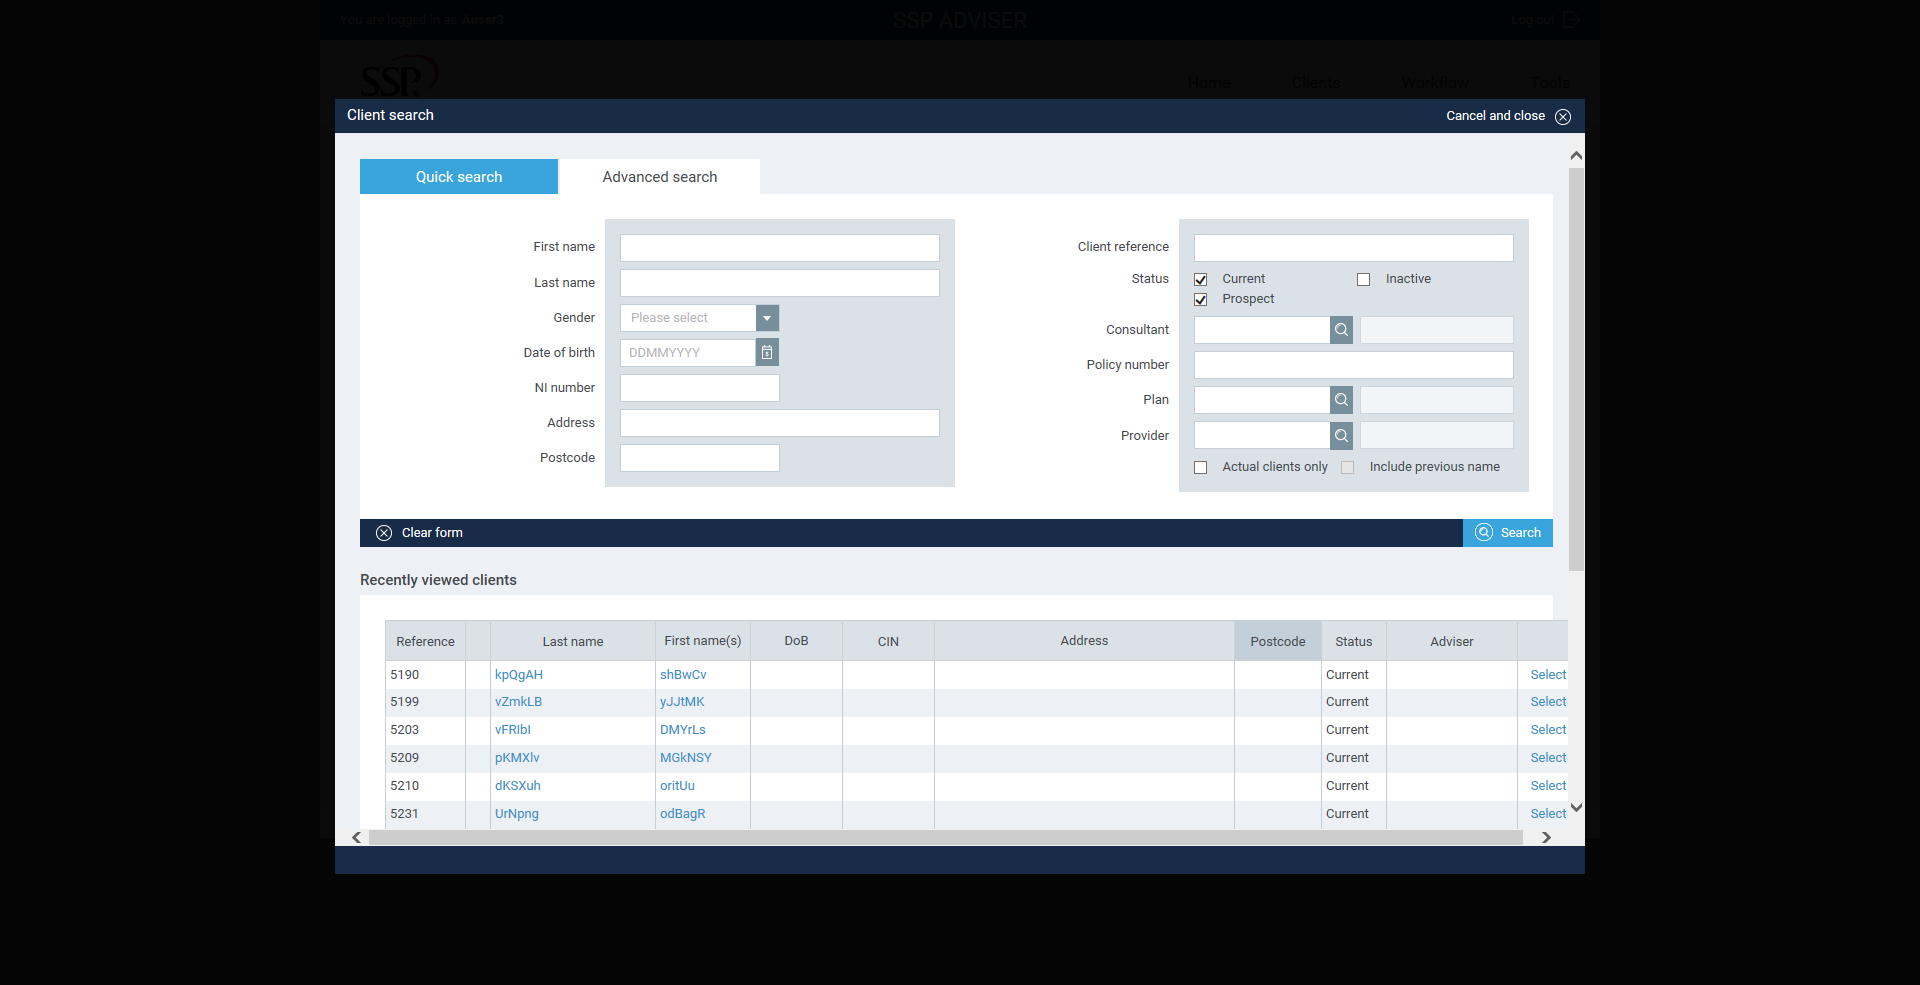 You are logged in as Auser3
SSP ADVISER
Log out
SSP
Home Clients Workflow Tools
Client search
Cancel and close
Quick search
Advanced search
First name
Last name
Gender
Please select
Date of birth
DDMMYYYY
NI number
Address
Postcode
Client reference
Status
Current
Inactive
Prospect
Consultant
Policy number
Plan
Provider
Actual clients only
Include previous name
Clear form
Search
Recently viewed clients
Reference Last name First name(s) DoB CIN Address Postcode Status Adviser
5190 kpQgAH shBwCv Current Select
5199 vZmkLB yJJtMK Current Select
5203 vFRIbI DMYrLs Current Select
5209 pKMXlv MGkNSY Current Select
5210 dKSXuh oritUu Current Select
5231 UrNpng odBagR Current Select